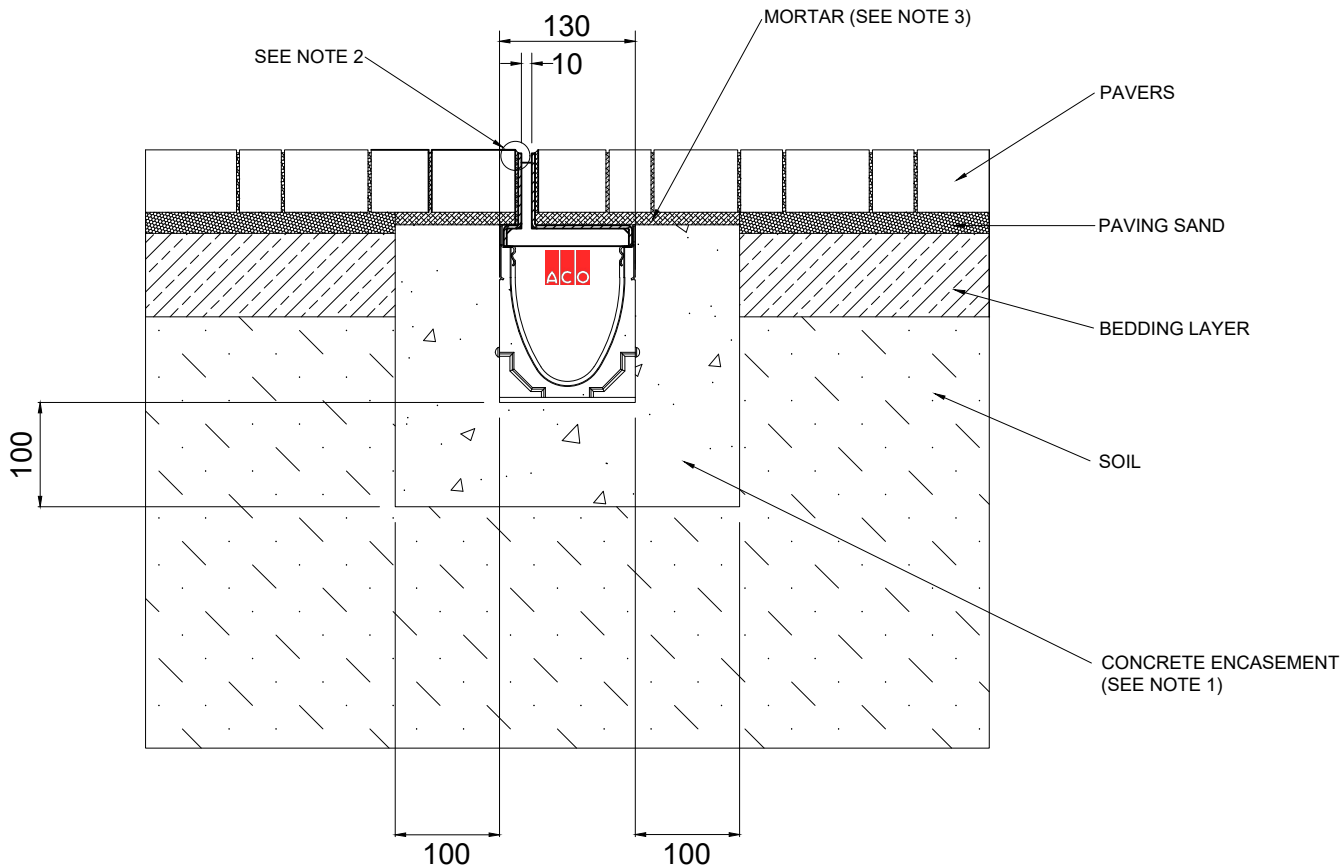 130
MORTAR (SEE NOTE 3)
SEE NOTE 2
10
PAVERS
PAVING SAND
ACO
BEDDING LAYER
100
SOIL
CONCRETE ENCASEMENT
(SEE NOTE 1)
100
100